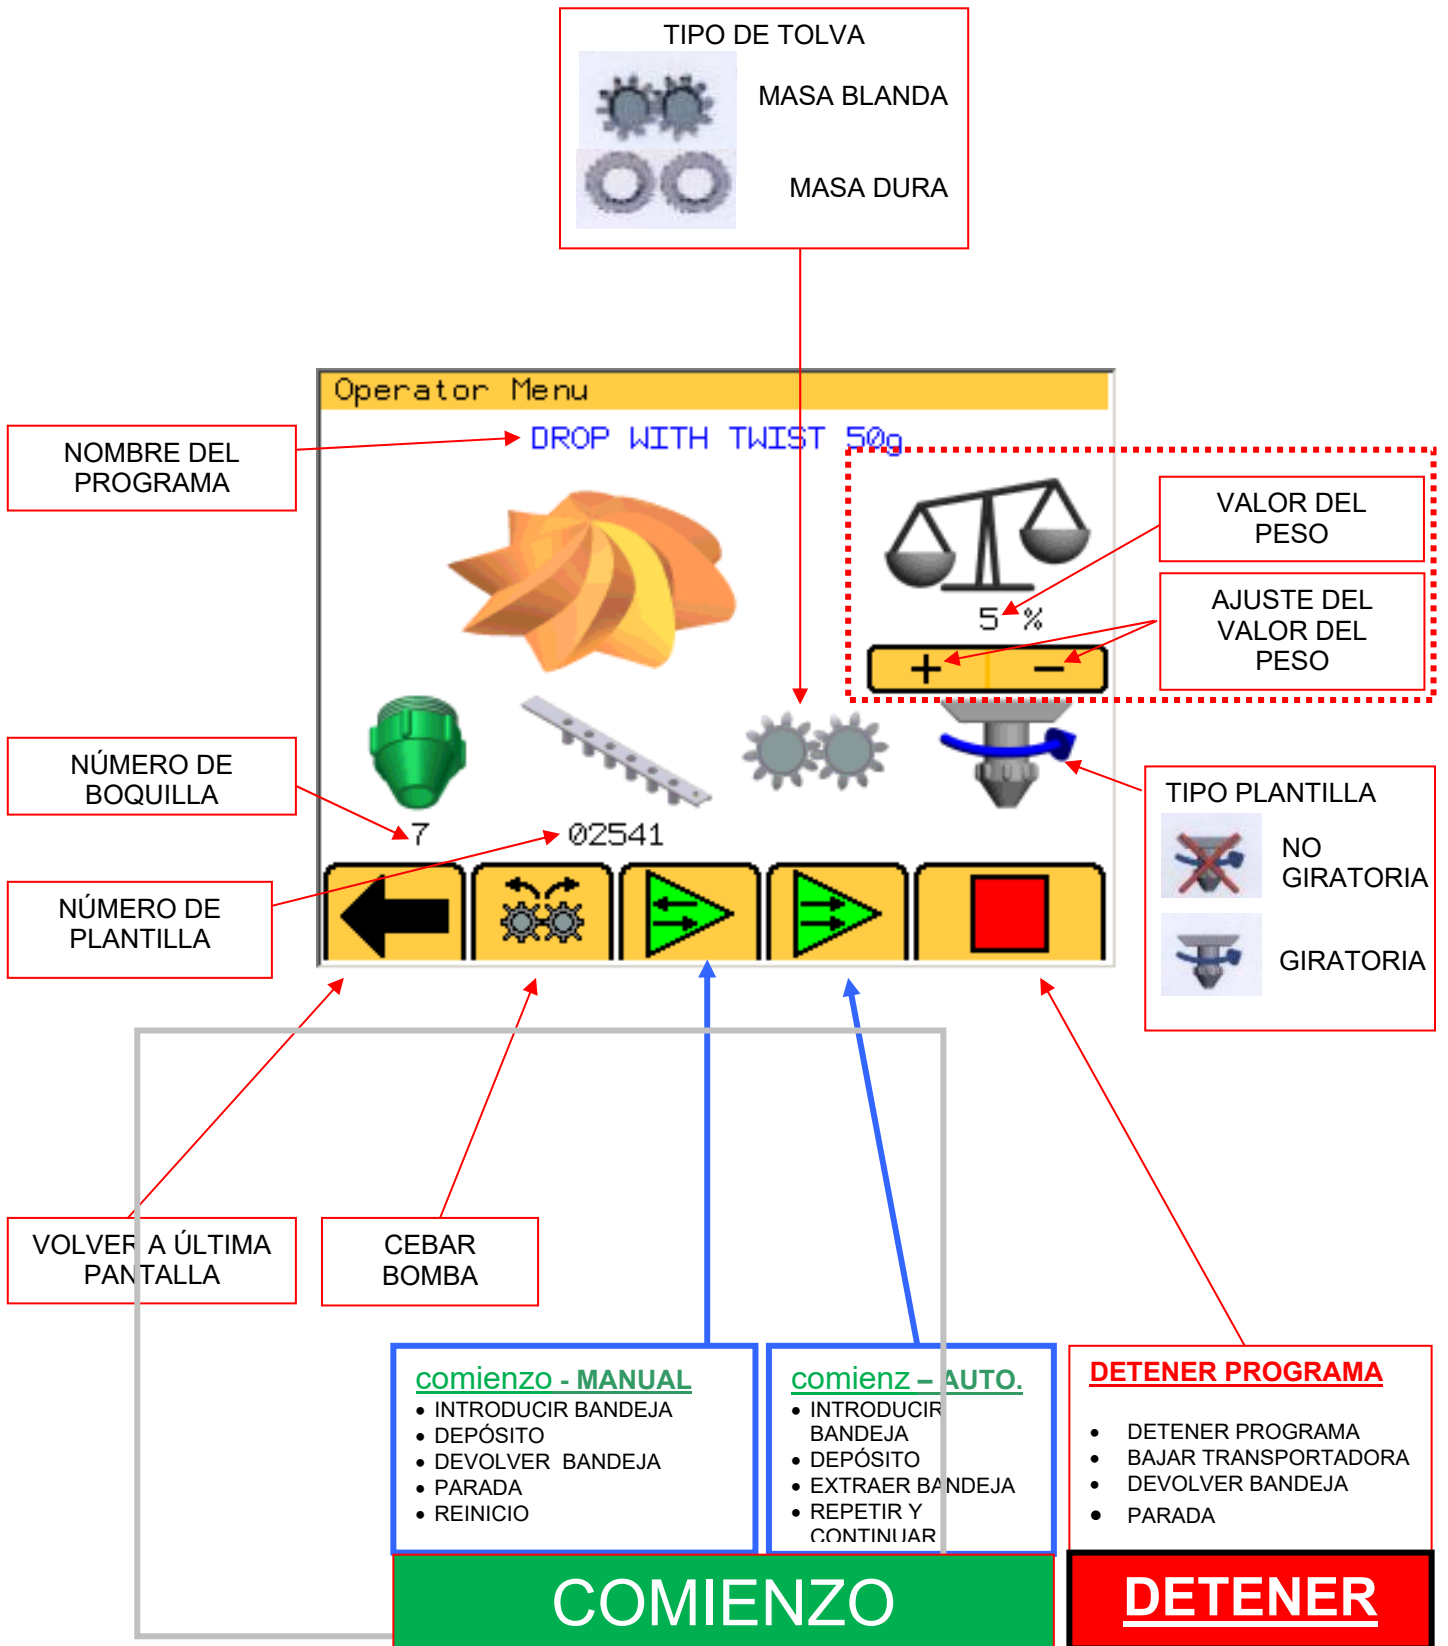 TIPO DE TOLVA
MASA BLANDA
MASA DURA
Operator Menu
DROP WITH TWIST 50g
NOMBRE DEL
PROGRAMA
VALOR DEL
PESO
5 %
AJUSTE DEL
VALOR DEL
PESO
+ −
NÚMERO DE
BOQUILLA
7
02541
TIPO PLANTILLA
NO
GIRATORIA
GIRATORIA
NÚMERO DE
PLANTILLA
VOLVER A ÚLTIMA
PANTALLA
CEBAR
BOMBA
comienzo - MANUAL
• INTRODUCIR BANDEJA
• DEPÓSITO
• DEVOLVER BANDEJA
• PARADA
• REINICIO
comienz – AUTO.
• INTRODUCIR
BANDEJA
• DEPÓSITO
• EXTRAER BANDEJA
• REPETIR Y
CONTINUAR
DETENER PROGRAMA
• DETENER PROGRAMA
• BAJAR TRANSPORTADORA
• DEVOLVER BANDEJA
• PARADA
COMIENZO
DETENER